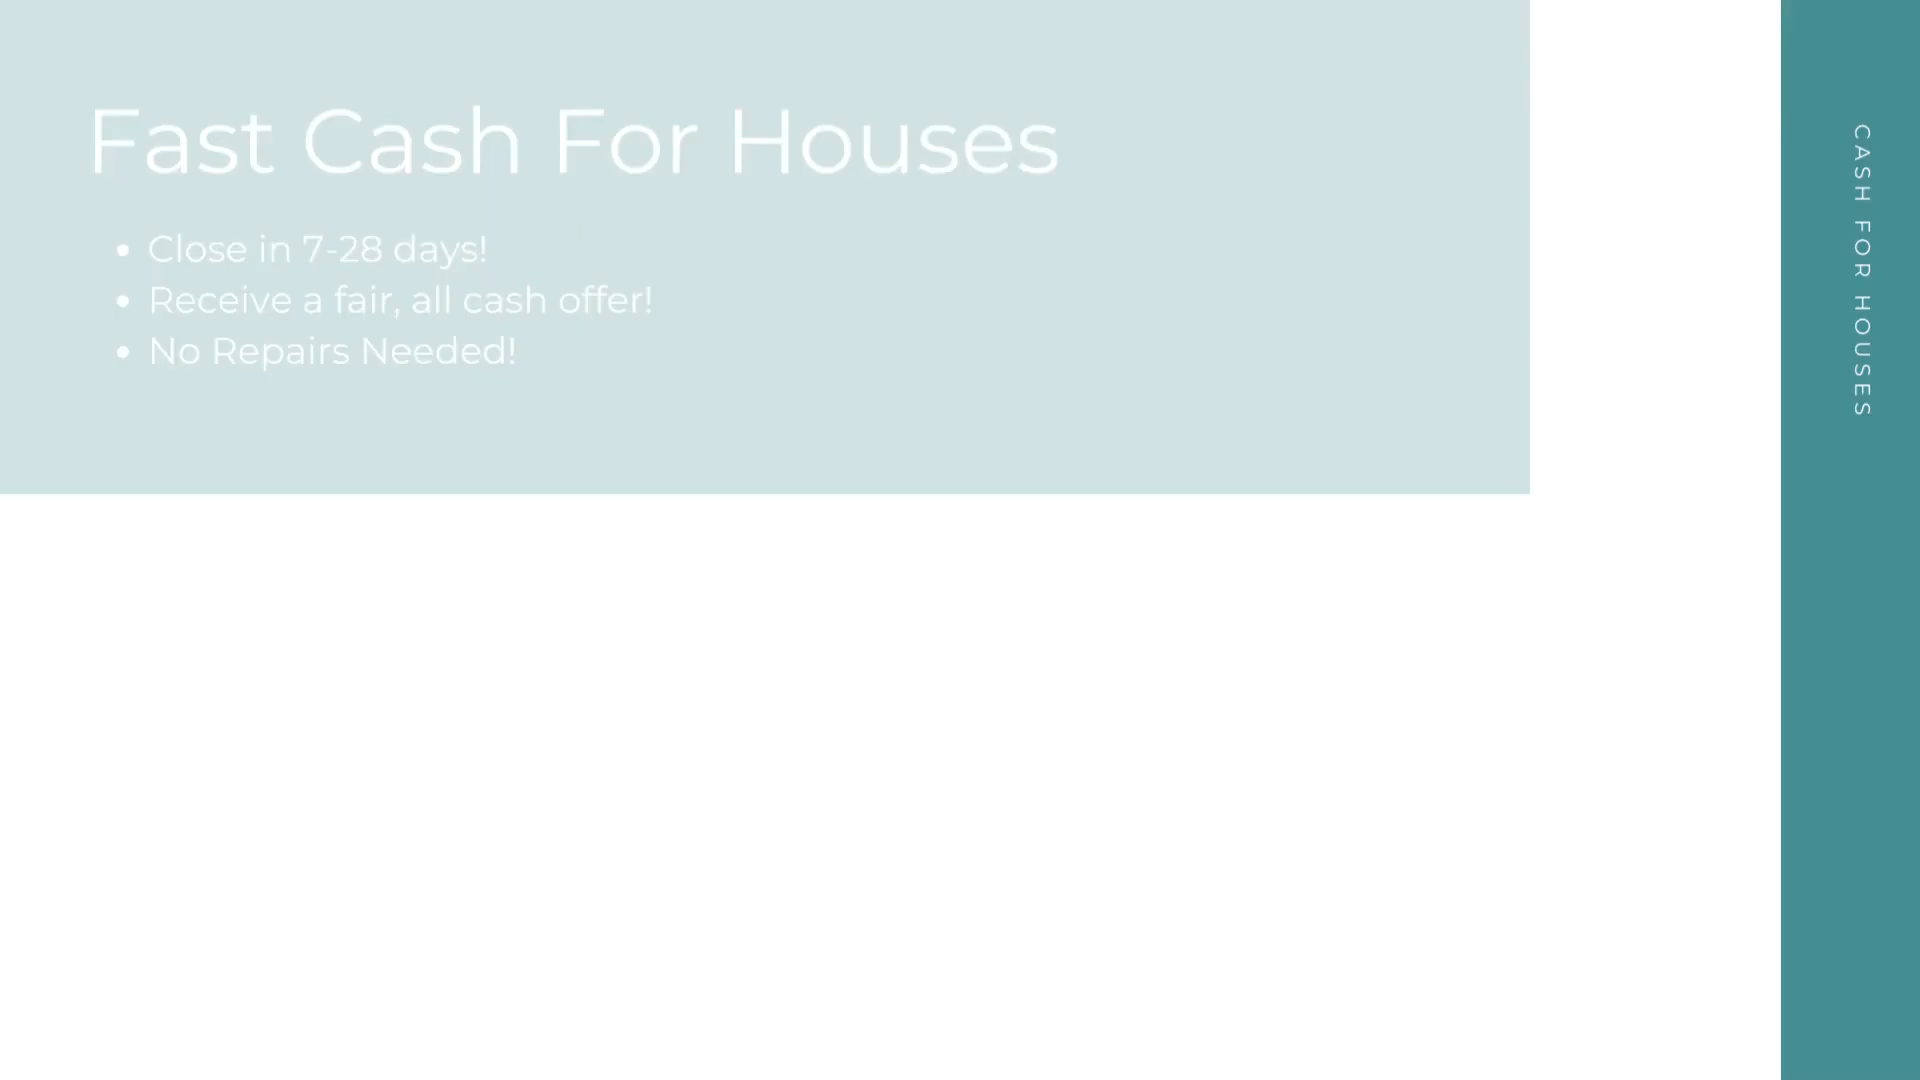 Fast Cash For Houses
• Close in 7-28 days!
• Receive a fair, all cash offer!
• No Repairs Needed!
CASH FOR HOUSES